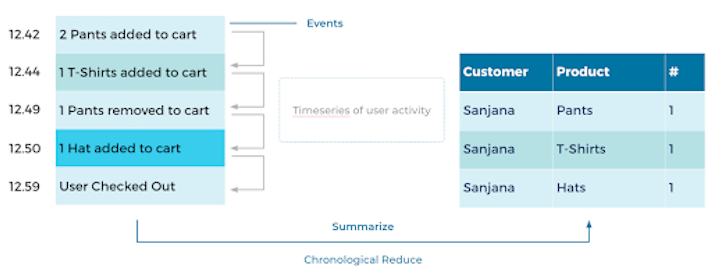 12.42 2 Pants added to cart
12.44 1 T-Shirts added to cart
12.49 1 Pants removed to cart
12.50 1 Hat added to cart
12.59 User Checked Out
Events
Timeseries of user activity
Customer Product #
Sanjana Pants 1
Sanjana T-Shirts 1
Sanjana Hats 1
Summarize
Chronological Reduce